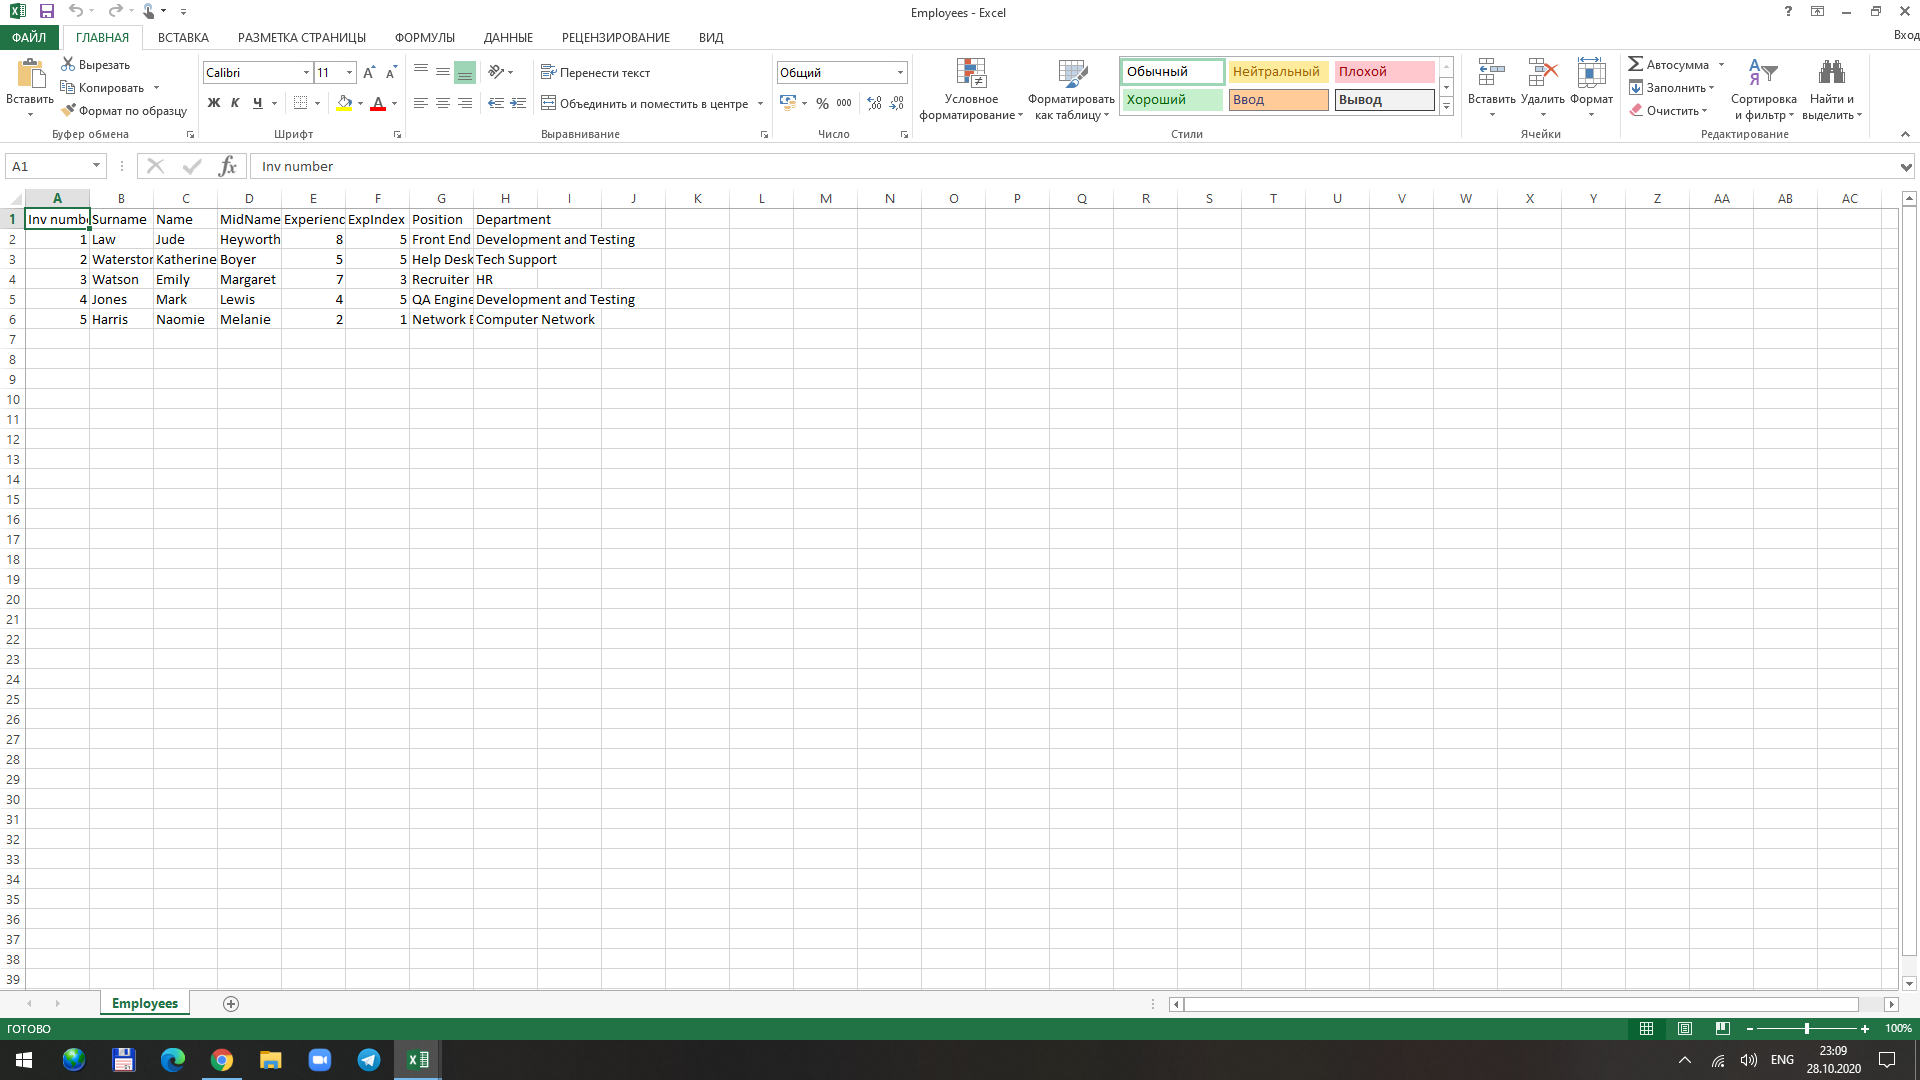 Employees - Excel
ФАЙЛ ГЛАВНАЯ ВСТАВКА РАЗМЕТКА СТРАНИЦЫ ФОРМУЛЫ ДАННЫЕ РЕЦЕНЗИРОВАНИЕ ВИД Вход
Вставить
Вырезать
Копировать
Формат по образцу
Буфер обмена
Calibri 11
Ж К Ч
Шрифт
Перенести текст
Объединить и поместить в центре
Выравнивание
Общий
% 000
Число
Условное форматирование
Форматировать как таблицу
Обычный Нейтральный Плохой
Хороший Ввод Вывод
Стили
Вставить Удалить Формат
Ячейки
Автосумма
Заполнить
Очистить
Сортировка и фильтр
Найти и выделить
Редактирование
A1 fx Inv number
A B C D E F G H I J K L M N O P Q R S T U V W X Y Z AA AB AC
1 Inv numbe Surname Name MidName Experienc ExpIndex Position Department
2 1 Law Jude Heyworth 8 5 Front End Development and Testing
3 2 Waterstor Katherine Boyer 5 5 Help Desk Tech Support
4 3 Watson Emily Margaret 7 3 Recruiter HR
5 4 Jones Mark Lewis 4 5 QA Engine Development and Testing
6 5 Harris Naomie Melanie 2 1 Network E Computer Network
7
8
9
10
11
12
13
14
15
16
17
18
19
20
21
22
23
24
25
26
27
28
29
30
31
32
33
34
35
36
37
38
39
Employees
ГОТОВО 100%
ENG 23:09
28.10.2020